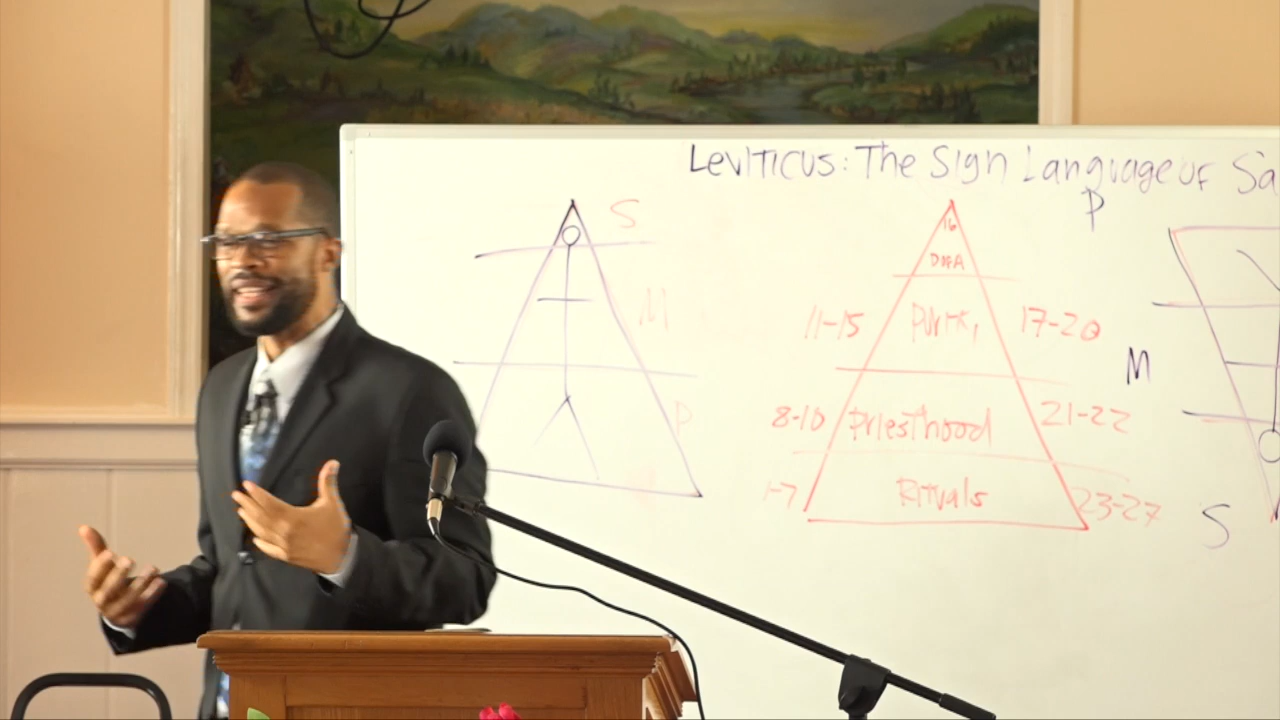 Leviticus: The Sign Language of Sa
S
M
P
16
DOFA
11-15
17-20
8-10 Priesthood 21-22
1-7 Rituals 23-27
P
M
S